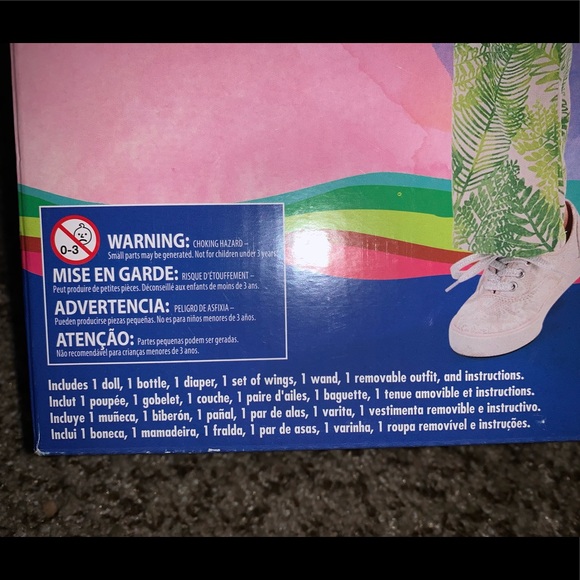 0-3
WARNING: CHOKING HAZARD –
Small parts may be generated. Not for children under 3 years.
MISE EN GARDE: RISQUE D'ÉTOUFFEMENT –
Peut produire de petites pièces. Déconseillé aux enfants de moins de 3 ans.
ADVERTENCIA: PELIGRO DE ASFIXIA –
Pueden producirse piezas pequeñas. No es para niños menores de 3 años.
ATENÇÃO: Partes pequenas podem ser geradas.
Não recomendável para crianças menores de 3 anos.
Includes 1 doll, 1 bottle, 1 diaper, 1 set of wings, 1 wand, 1 removable outfit, and instructions.
Inclut 1 poupée, 1 gobelet, 1 couche, 1 paire d'ailes, 1 baguette, 1 tenue amovible et instructions.
Incluye 1 muñeca, 1 biberón, 1 pañal, 1 par de alas, 1 varita, 1 vestimenta removible e instructivo.
Inclui 1 boneca, 1 mamadeira, 1 fralda, 1 par de asas, 1 varinha, 1 roupa removível e instruções.